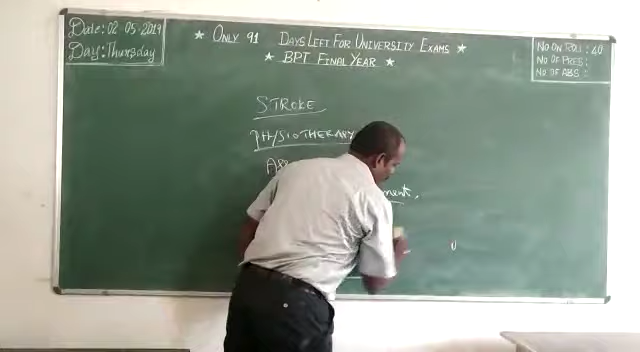 Date: 02-05-2019
Day: Thursday
★ ONLY 91 DAYS LEFT FOR UNIVERSITY EXAMS ★
★ BPT FINAL YEAR ★
NO ON ROLL: 40
NO OF PRES:
NO OF ABS:
STROKE
PHYSIOTHERAPY